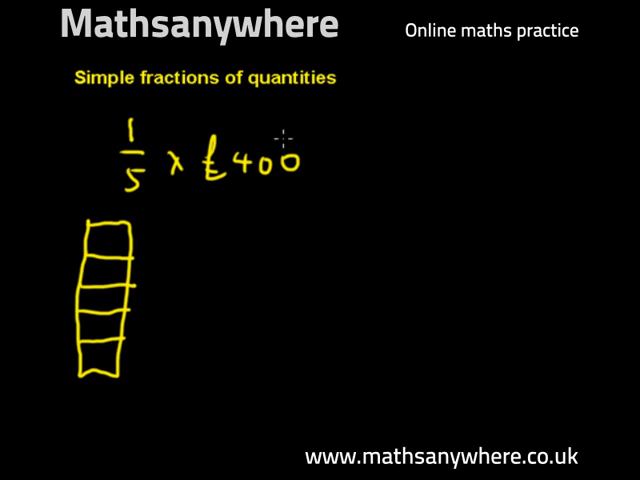 Mathsanywhere
Online maths practice
Simple fractions of quantities
1/5 x £400
www.mathsanywhere.co.uk